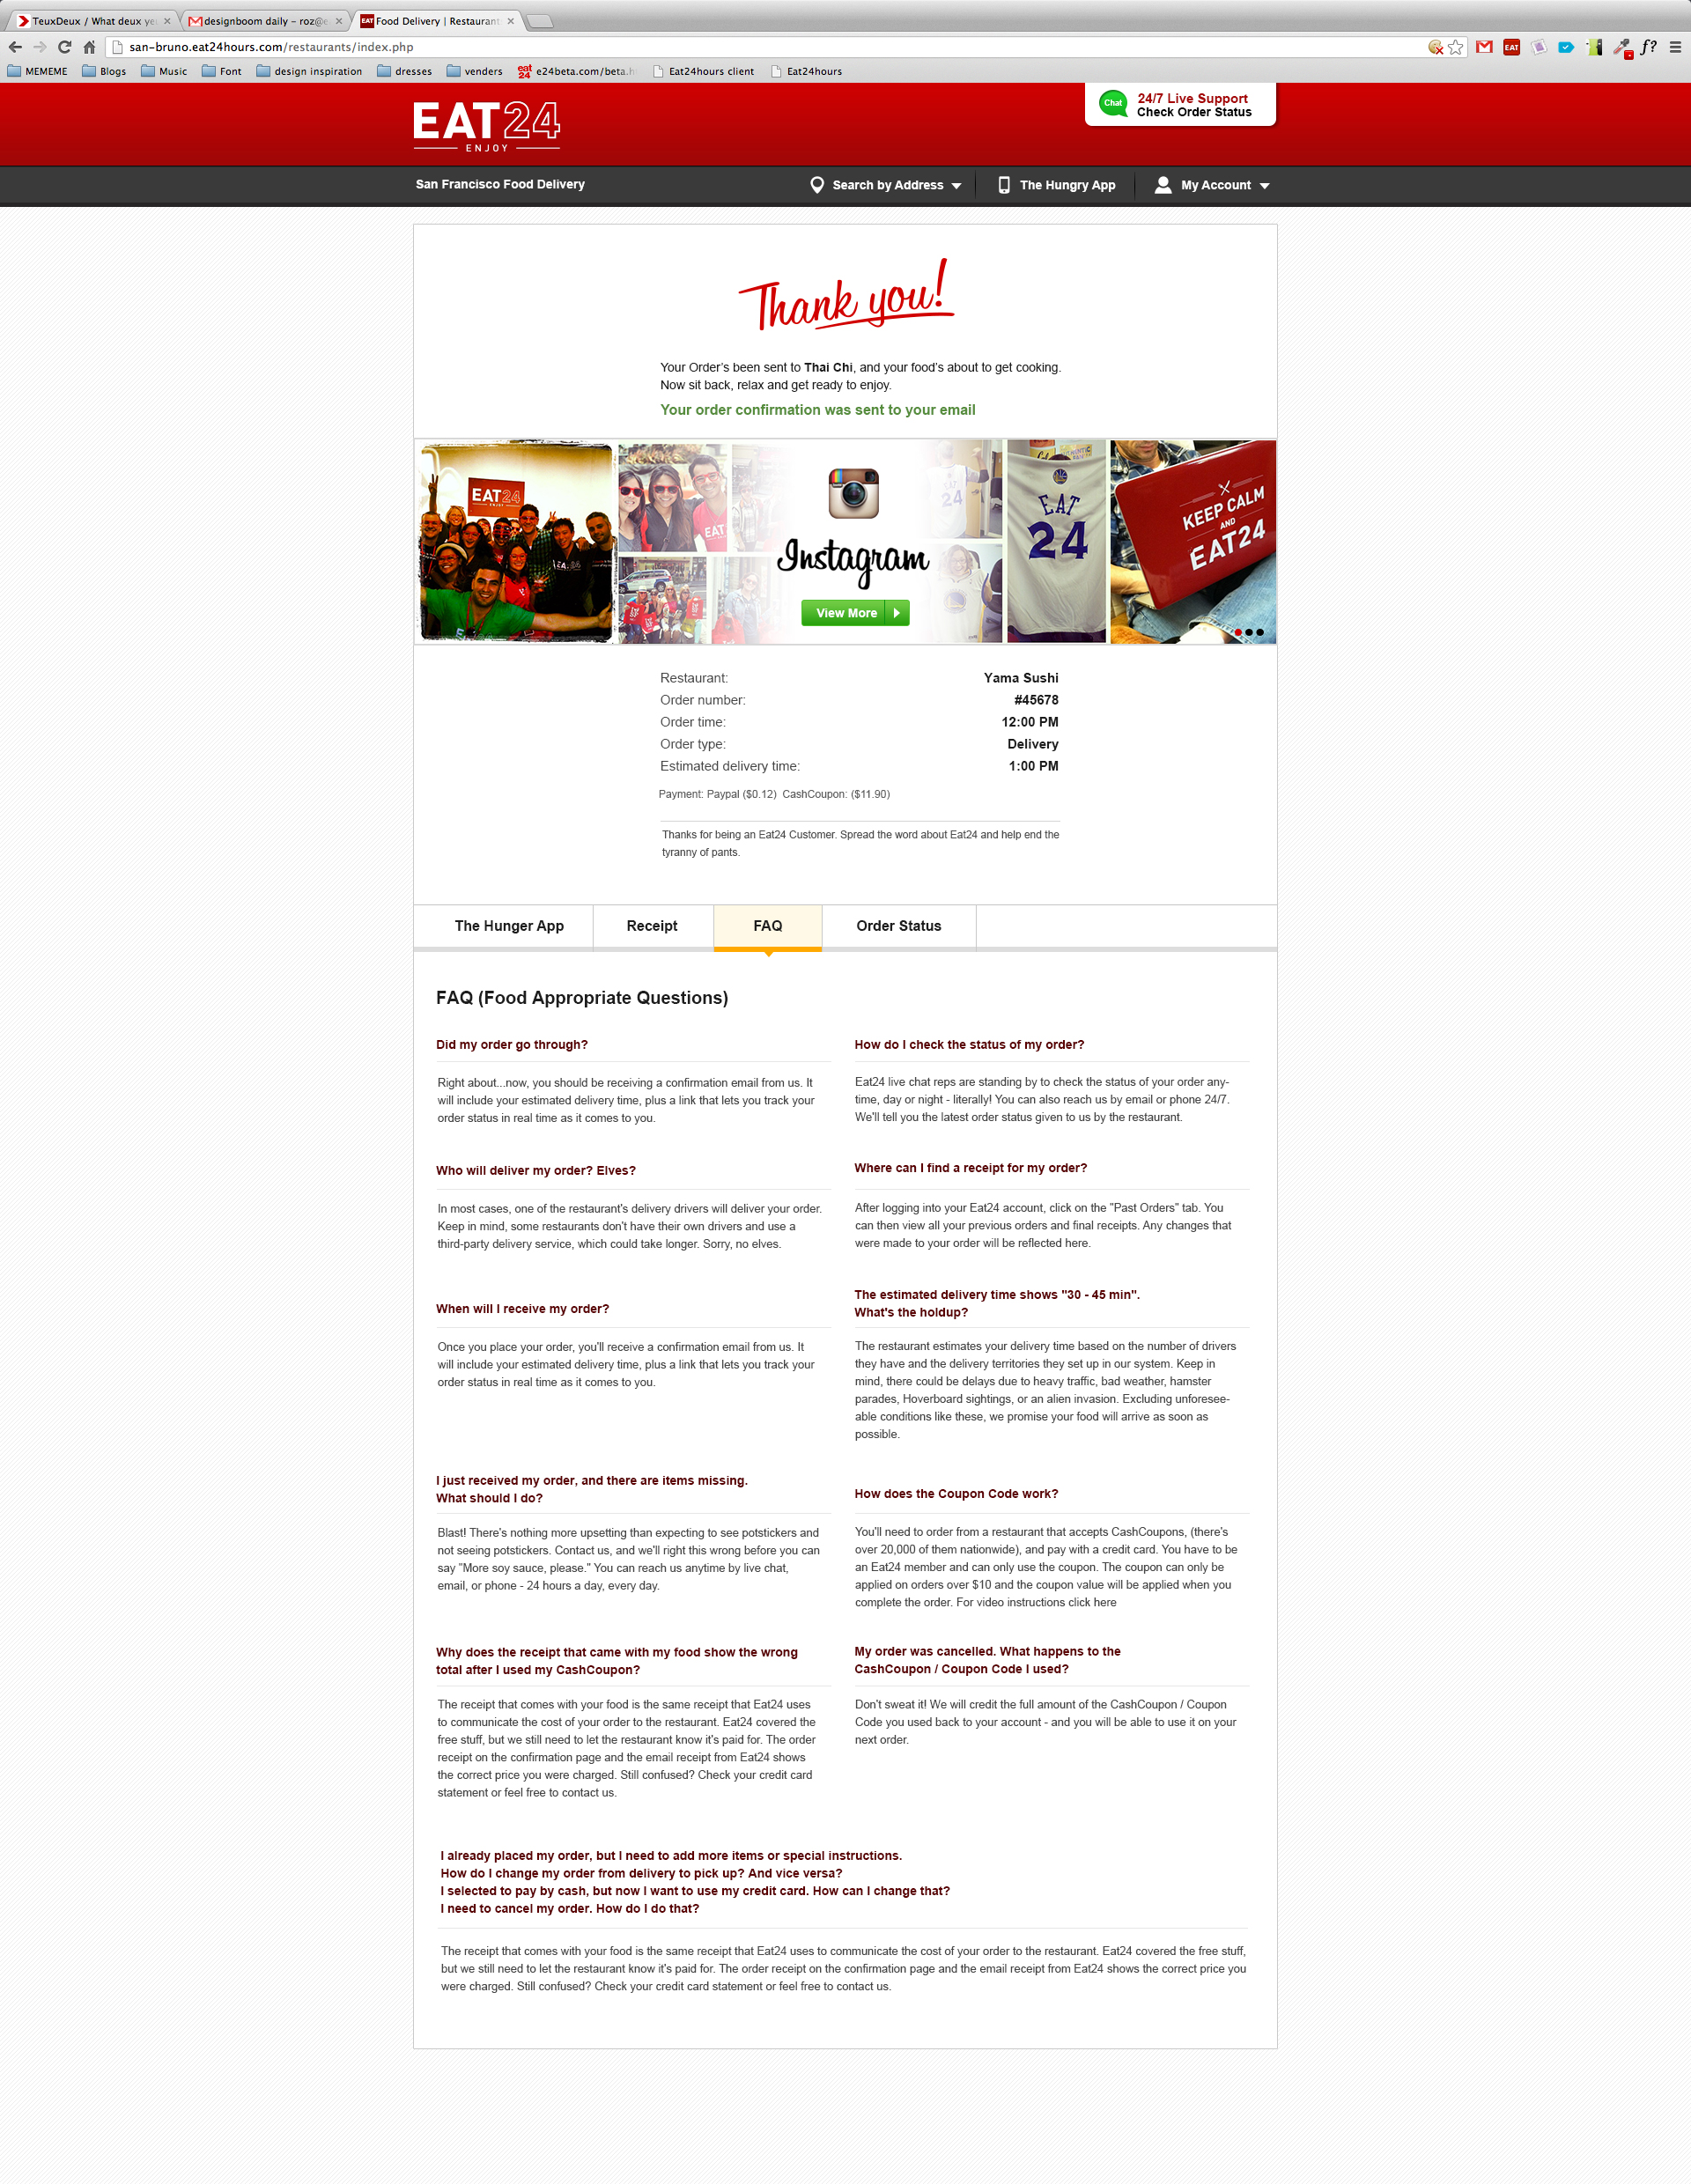 TeuxDeux / What deux ye
designboom daily - roz@e
Food Delivery | Restaurant
san-bruno.eat24hours.com/restaurants/index.php
MEMEME Blogs Music Font design inspiration dresses venders e24beta.com/beta.h Eat24hours client Eat24hours
EAT24
ENJOY
Chat
24/7 Live Support
Check Order Status
San Francisco Food Delivery
Search by Address
The Hungry App
My Account
Thank you!
Your Order's been sent to Thai Chi, and your food's about to get cooking.
Now sit back, relax and get ready to enjoy.
Your order confirmation was sent to your email
EAT24
ENJOY
Instagram
View More
EAT
24
KEEP CALM
AND
EAT24
Restaurant: Yama Sushi
Order number: #45678
Order time: 12:00 PM
Order type: Delivery
Estimated delivery time: 1:00 PM
Payment: Paypal ($0.12) CashCoupon: ($11.90)
Thanks for being an Eat24 Customer. Spread the word about Eat24 and help end the
tyranny of pants.
The Hunger App
Receipt
FAQ
Order Status
FAQ (Food Appropriate Questions)
Did my order go through?
Right about...now, you should be receiving a confirmation email from us. It
will include your estimated delivery time, plus a link that lets you track your
order status in real time as it comes to you.
How do I check the status of my order?
Eat24 live chat reps are standing by to check the status of your order any-
time, day or night - literally! You can also reach us by email or phone 24/7.
We'll tell you the latest order status given to us by the restaurant.
Who will deliver my order? Elves?
In most cases, one of the restaurant's delivery drivers will deliver your order.
Keep in mind, some restaurants don't have their own drivers and use a
third-party delivery service, which could take longer. Sorry, no elves.
Where can I find a receipt for my order?
After logging into your Eat24 account, click on the "Past Orders" tab. You
can then view all your previous orders and final receipts. Any changes that
were made to your order will be reflected here.
When will I receive my order?
Once you place your order, you'll receive a confirmation email from us. It
will include your estimated delivery time, plus a link that lets you track your
order status in real time as it comes to you.
The estimated delivery time shows "30 - 45 min".
What's the holdup?
The restaurant estimates your delivery time based on the number of drivers
they have and the delivery territories they set up in our system. Keep in
mind, there could be delays due to heavy traffic, bad weather, hamster
parades, Hoverboard sightings, or an alien invasion. Excluding unforesee-
able conditions like these, we promise your food will arrive as soon as
possible.
I just received my order, and there are items missing.
What should I do?
Blast! There's nothing more upsetting than expecting to see potstickers and
not seeing potstickers. Contact us, and we'll right this wrong before you can
say "More soy sauce, please." You can reach us anytime by live chat,
email, or phone - 24 hours a day, every day.
How does the Coupon Code work?
You'll need to order from a restaurant that accepts CashCoupons, (there's
over 20,000 of them nationwide), and pay with a credit card. You have to be
an Eat24 member and can only use the coupon. The coupon can only be
applied on orders over $10 and the coupon value will be applied when you
complete the order. For video instructions click here
Why does the receipt that came with my food show the wrong
total after I used my CashCoupon?
The receipt that comes with your food is the same receipt that Eat24 uses
to communicate the cost of your order to the restaurant. Eat24 covered the
free stuff, but we still need to let the restaurant know it's paid for. The order
receipt on the confirmation page and the email receipt from Eat24 shows
the correct price you were charged. Still confused? Check your credit card
statement or feel free to contact us.
My order was cancelled. What happens to the
CashCoupon / Coupon Code I used?
Don't sweat it! We will credit the full amount of the CashCoupon / Coupon
Code you used back to your account - and you will be able to use it on your
next order.
I already placed my order, but I need to add more items or special instructions.
How do I change my order from delivery to pick up? And vice versa?
I selected to pay by cash, but now I want to use my credit card. How can I change that?
I need to cancel my order. How do I do that?
The receipt that comes with your food is the same receipt that Eat24 uses to communicate the cost of your order to the restaurant. Eat24 covered the free stuff,
but we still need to let the restaurant know it's paid for. The order receipt on the confirmation page and the email receipt from Eat24 shows the correct price you
were charged. Still confused? Check your credit card statement or feel free to contact us.